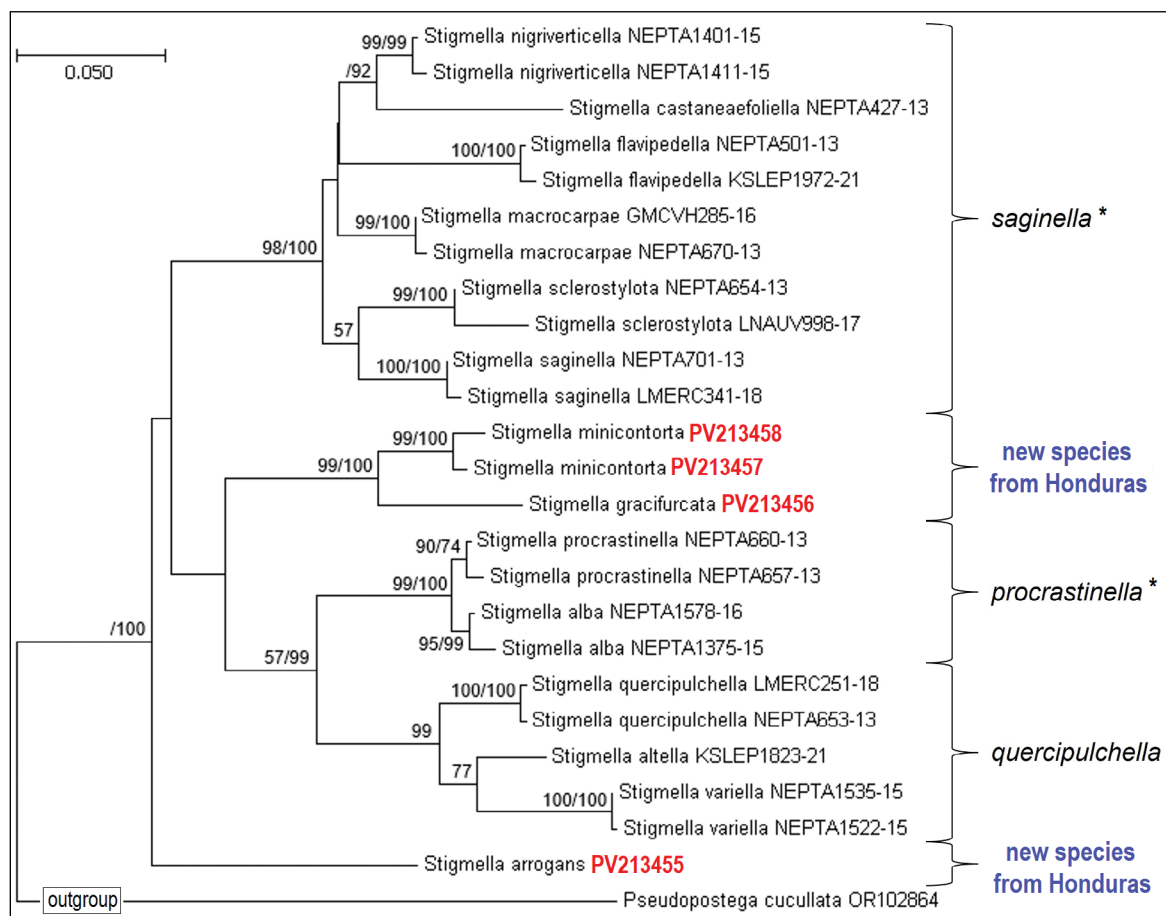 99/99
Stigmella nigriverticella NEPTA1401-15
0.050
/92
Stigmella nigriverticella NEPTA1411-15
Stigmella castaneaefoliella NEPTA427-13
100/100
Stigmella flavipedella NEPTA501-13
Stigmella flavipedella KSLEP1972-21
99/100
Stigmella macrocarpae GMCVH285-16
saginella *
98/100
Stigmella macrocarpae NEPTA670-13
99/100
Stigmella sclerostylota NEPTA654-13
57
Stigmella sclerostylota LNAUV998-17
100/100
Stigmella saginella NEPTA701-13
Stigmella saginella LMERC341-18
99/100
Stigmella minicontorta PV213458
99/100
Stigmella minicontorta PV213457
new species
from Honduras
Stigmella gracifurcata PV213456
90/74
Stigmella procrastinella NEPTA660-13
99/100
Stigmella procrastinella NEPTA657-13
procrastinella *
Stigmella alba NEPTA1578-16
/100
95/99
Stigmella alba NEPTA1375-15
57/99
100/100
Stigmella quercipulchella LMERC251-18
99
Stigmella quercipulchella NEPTA653-13
77
Stigmella altella KSLEP1823-21
quercipulchella
100/100
Stigmella variella NEPTA1535-15
Stigmella variella NEPTA1522-15
Stigmella arrogans PV213455
new species
from Honduras
outgroup
Pseudopostega cucullata OR102864